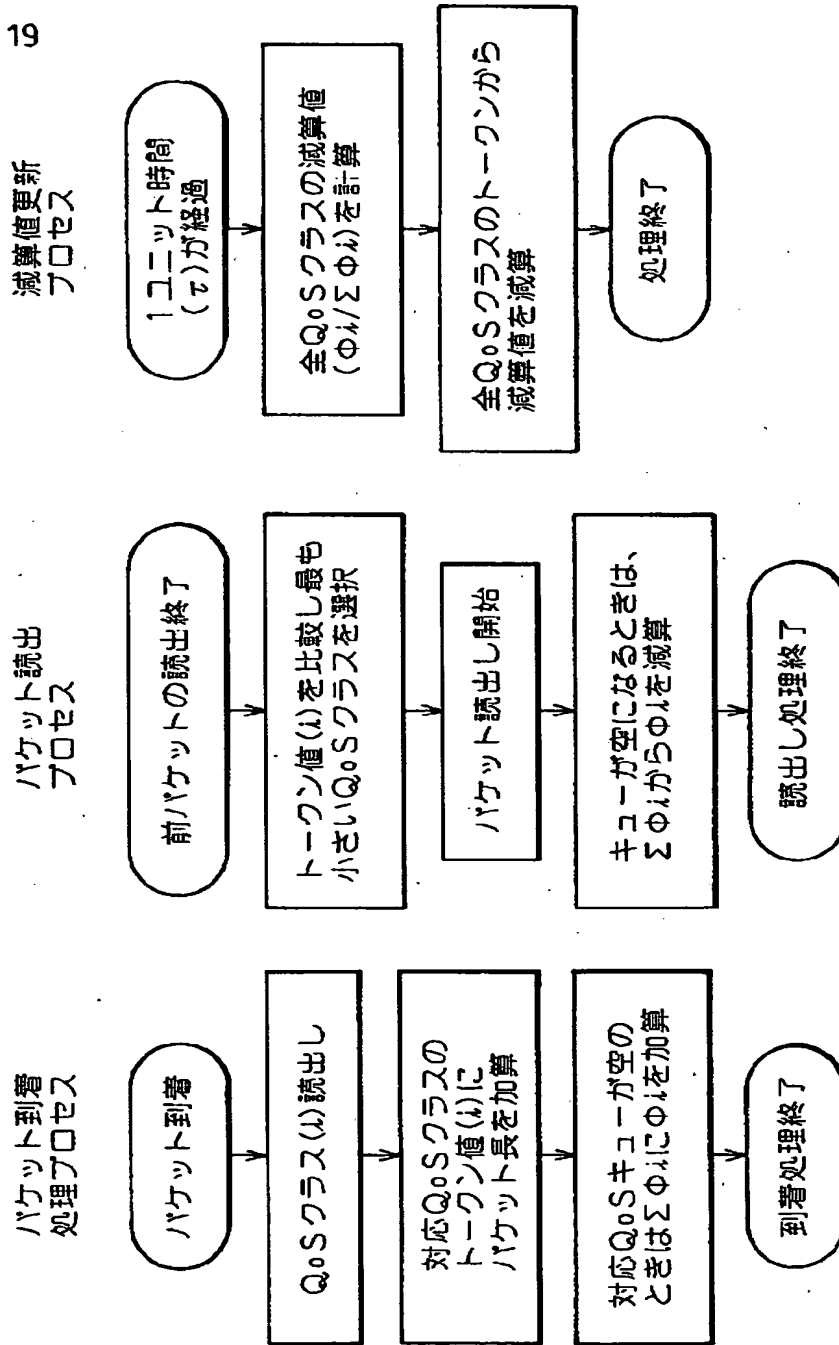 19
パケット到着
処理プロセス
パケット到着
QoSクラス(i)読出し
対応QoSクラスの
トークン値(i)に
パケット長を加算
対応QoSキューが空の
ときはΣΦiにΦiを加算
到着処理終了
パケット読出
プロセス
前パケットの読出終了
トークン値(i)を比較し最も
小さいQoSクラスを選択
パケット読出し開始
キューが空になるときは、
ΣΦiからΦiを減算
読出し処理終了
減算値更新
プロセス
1ユニット時間
(τ)が経過
全QoSクラスの減算値
(Φi/ΣΦi)を計算
全QoSクラスのトークンから
減算値を減算
処理終了